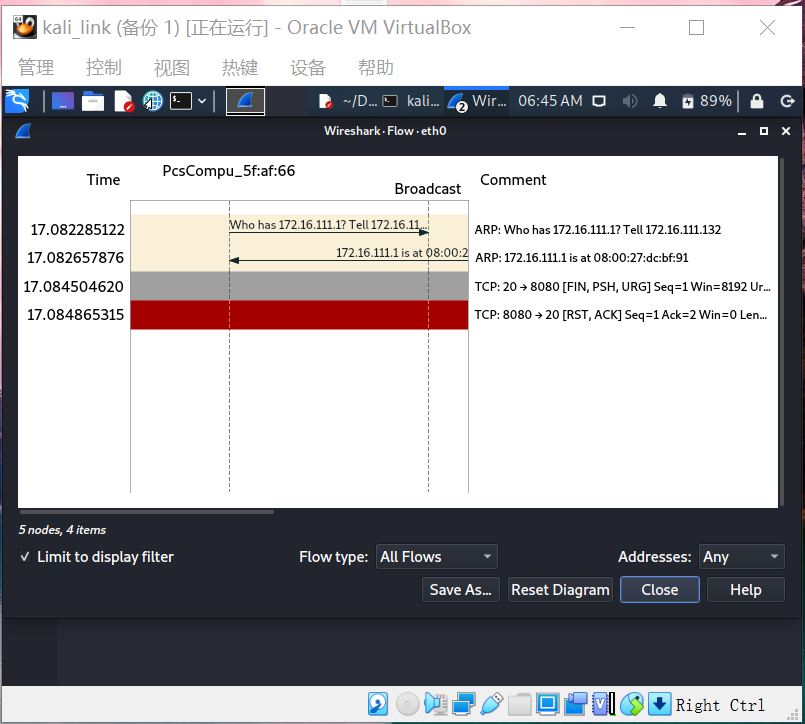 kali_link (备份 1) [正在运行] - Oracle VM VirtualBox
管理 控制 视图 热键 设备 帮助
~/D... kali... 2 Wir... 06:45 AM 89%
Wireshark · Flow · eth0
Time PcsCompu_5f:af:66 Broadcast Comment
17.082285122 Who has 172.16.111.1? Tell 172.16.11... ARP: Who has 172.16.111.1? Tell 172.16.111.132
17.082657876 172.16.111.1 is at 08:00:2 ARP: 172.16.111.1 is at 08:00:27:dc:bf:91
17.084504620 TCP: 20 → 8080 [FIN, PSH, URG] Seq=1 Win=8192 Ur...
17.084865315 TCP: 8080 → 20 [RST, ACK] Seq=1 Ack=2 Win=0 Len...
5 nodes, 4 items
Limit to display filter Flow type: All Flows Addresses: Any
Save As... Reset Diagram Close Help
Right Ctrl